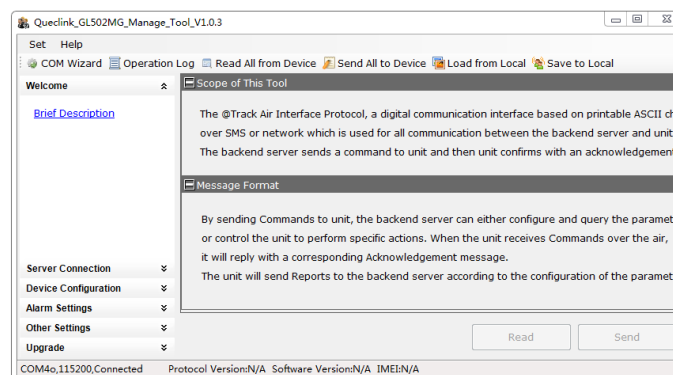 Queclink_GL502MG_Manage_Tool_V1.0.3
Set Help
COM Wizard Operation Log Read All from Device Send All to Device Load from Local Save to Local
Welcome
Brief Description
Server Connection
Device Configuration
Alarm Settings
Other Settings
Upgrade
Scope of This Tool
The @Track Air Interface Protocol, a digital communication interface based on printable ASCII ch
over SMS or network which is used for all communication between the backend server and unit
The backend server sends a command to unit and then unit confirms with an acknowledgement
Message Format
By sending Commands to unit, the backend server can either configure and query the paramet
or control the unit to perform specific actions. When the unit receives Commands over the air,
it will reply with a corresponding Acknowledgement message.
The unit will send Reports to the backend server according to the configuration of the paramet
Read Send
COM4o,115200,Connected Protocol Version:N/A Software Version:N/A IMEI:N/A